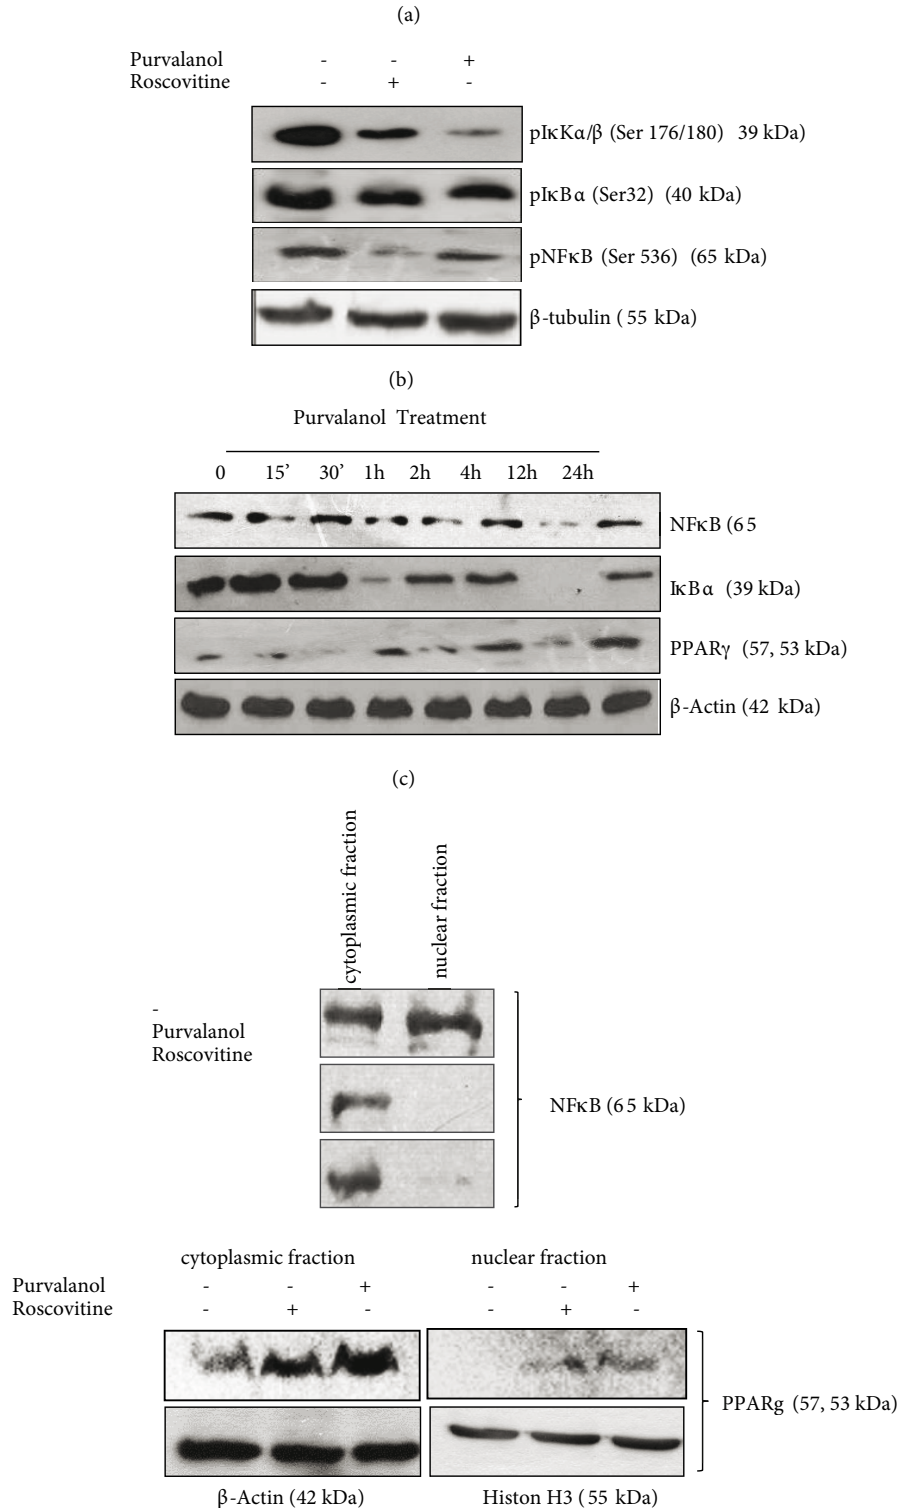 (a)
Purvalanol - - +
Roscovitine - + -
pIκKα/β (Ser 176/180) 39 kDa)
pIκBα (Ser32) (40 kDa)
pNFκB (Ser 536) (65 kDa)
β-tubulin (55 kDa)
(b)
Purvalanol Treatment
0 15’ 30’ 1h 2h 4h 12h 24h
NFκB (65
IκBα (39 kDa)
PPARγ (57, 53 kDa)
β-Actin (42 kDa)
(c)
cytoplasmic fraction
nuclear fraction
-
Purvalanol
Roscovitine
NFκB (65 kDa)
cytoplasmic fraction nuclear fraction
Purvalanol - - + - - +
Roscovitine - + - - + -
PPARg (57, 53 kDa)
β-Actin (42 kDa) Histon H3 (55 kDa)